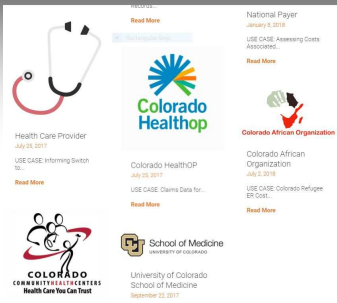 Records...
Read More
Colorado
Healthop
Colorado HealthOP
July 25, 2017
USE CASE: Claims Data for...
Read More
National Payer
January 8, 2018
USE CASE: Assessing Costs
Associated...
Read More
Health Care Provider
July 28, 2017
USE CASE: Informing Switch
to...
Read More
Colorado African Organization
Colorado African
Organization
July 2, 2018
USE CASE: Colorado Refugee
ER Cost...
Read More
COLORADO
COMMUNITYHEALTHCENTERS
Health Care You Can Trust
School of Medicine
UNIVERSITY OF COLORADO
University of Colorado
School of Medicine
September 22, 2017